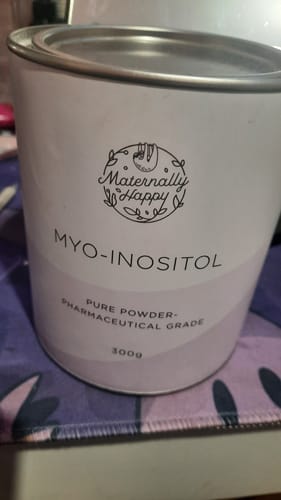 Maternally
Happy
MYO-INOSITOL
PURE POWDER-
PHARMACEUTICAL GRADE
300g